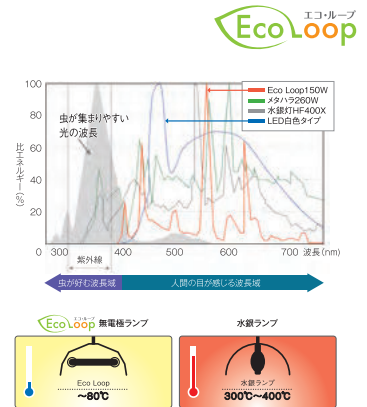 エコ・ループ
Eco Loop
Eco Loop150W
メタハラ260W
水銀灯HF400X
LED白色タイプ
虫が集まりやすい
光の波長
比エネルギー(%)
100
80
60
40
20
0 300 400 500 600 700 波長(nm)
紫外線
虫が好む波長域 人間の目が感じる波長域
エコ・ループ
Eco Loop 無電極ランプ
水銀ランプ
Eco Loop
〜80℃
水銀ランプ
300℃〜400℃